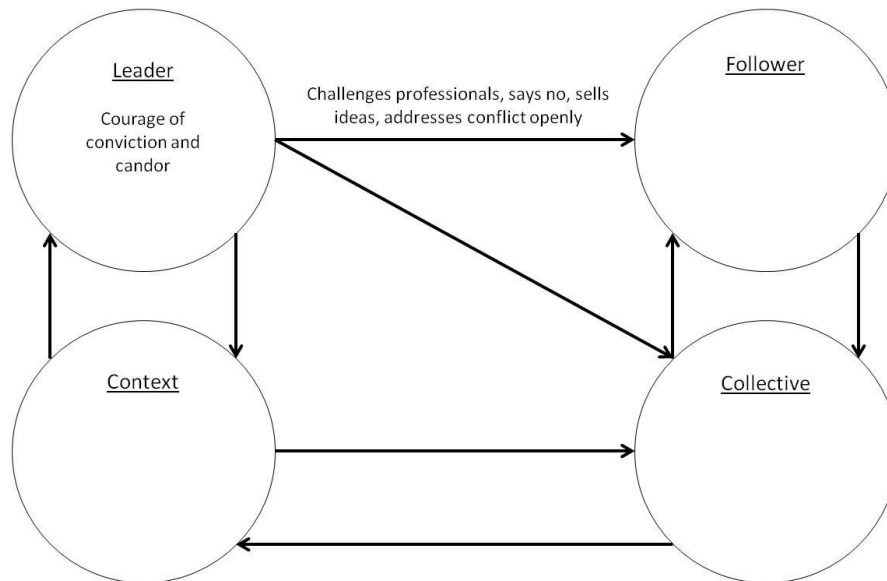 Leader
Courage of
conviction and
candor
Challenges professionals, says no, sells
ideas, addresses conflict openly
Follower
Context
Collective